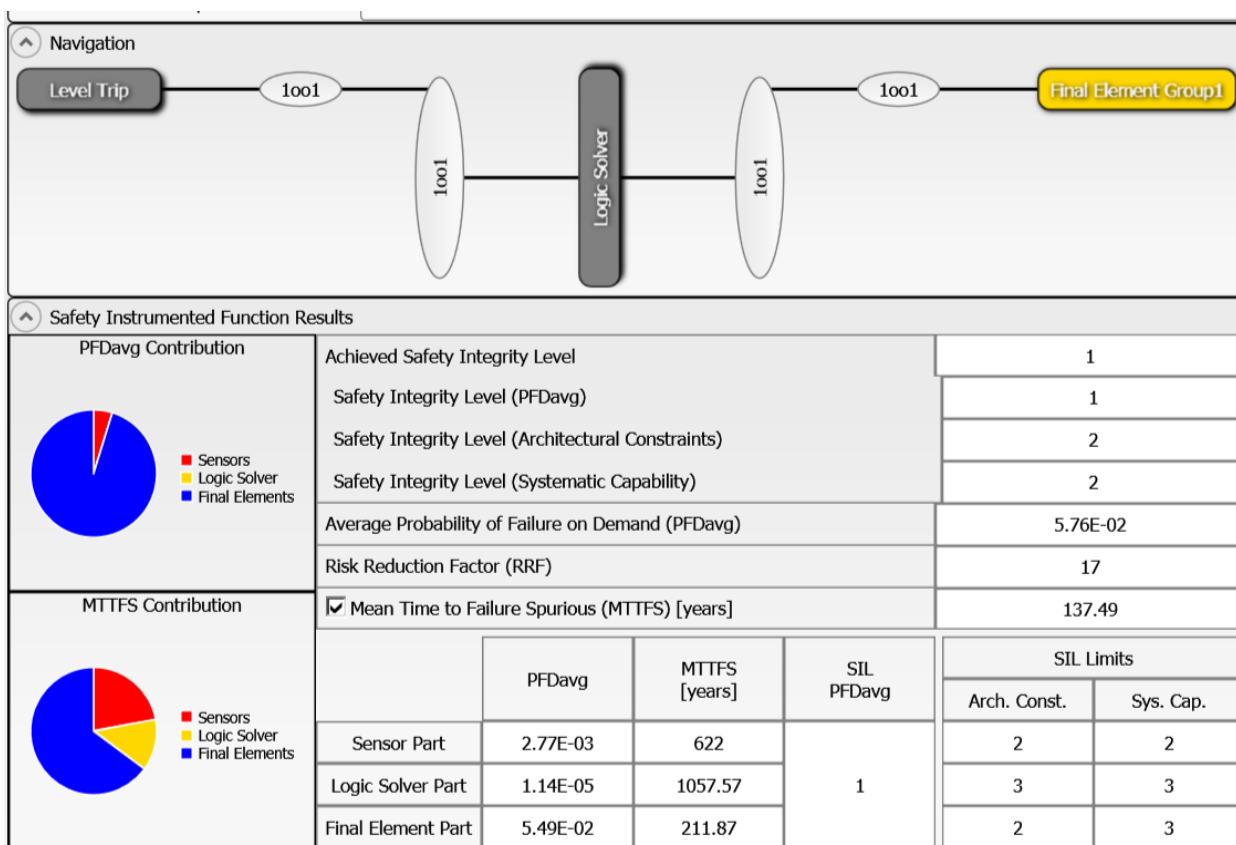 Navigation
Level Trip
1oo1
1oo1
Logic Solver
1oo1
1oo1
Final Element Group1
Safety Instrumented Function Results
PFDavg Contribution
Sensors
Logic Solver
Final Elements
MTTFS Contribution
Sensors
Logic Solver
Final Elements
Achieved Safety Integrity Level 1
Safety Integrity Level (PFDavg) 1
Safety Integrity Level (Architectural Constraints) 2
Safety Integrity Level (Systematic Capability) 2
Average Probability of Failure on Demand (PFDavg) 5.76E-02
Risk Reduction Factor (RRF) 17
Mean Time to Failure Spurious (MTTFS) [years] 137.49
PFDavg MTTFS [years] SIL PFDavg SIL Limits
Arch. Const. Sys. Cap.
Sensor Part 2.77E-03 622 2 2
Logic Solver Part 1.14E-05 1057.57 1 3 3
Final Element Part 5.49E-02 211.87 2 3